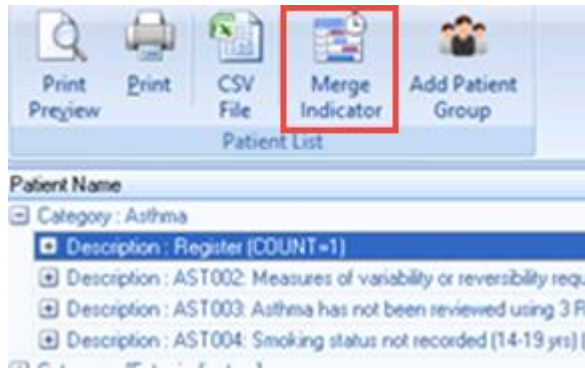 Print Preview
Print
CSV File
Merge Indicator
Add Patient Group
Patient List
Patient Name
Category : Asthma
Description : Register (COUNT=1)
Description : AST002: Measures of variability or reversibility requ
Description : AST003: Asthma has not been reviewed using 3 R
Description : AST004: Smoking status not recorded (14-19 yrs) (